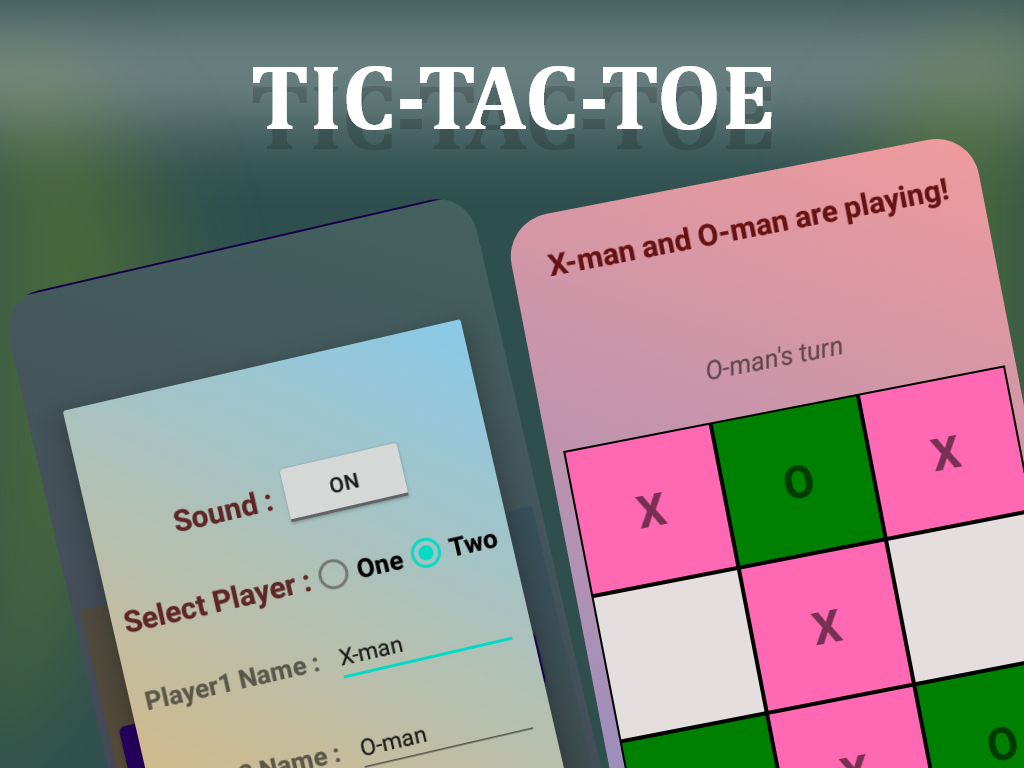 TIC-TAC-TOE
Sound : ON
Select Player : One Two
Player1 Name : X-man
Name : O-man
X-man and O-man are playing!
O-man's turn
X O X
X
X O